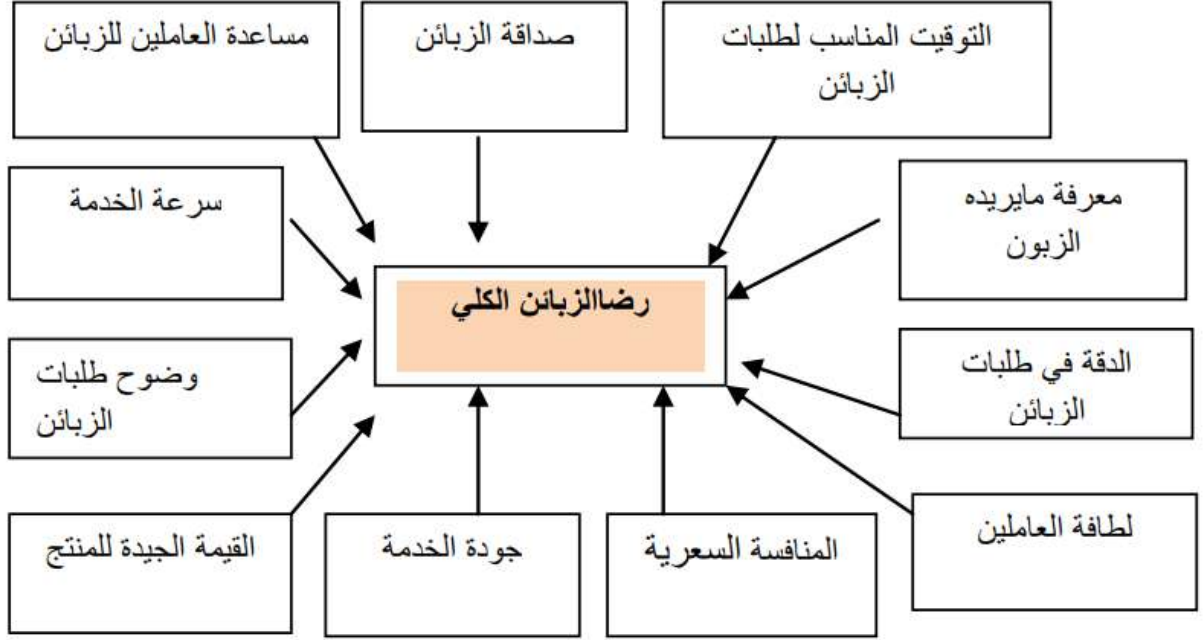 التوقيت المناسب لطلبات
الزبائن
صداقة الزبائن
مساعدة العاملين للزبائن
معرفة مايريده
الزبون
سرعة الخدمة
رضاالزبائن الكلي
الدقة في طلبات
الزبائن
وضوح طلبات
الزبائن
لطافة العاملين
المنافسة السعرية
جودة الخدمة
القيمة الجيدة للمنتج